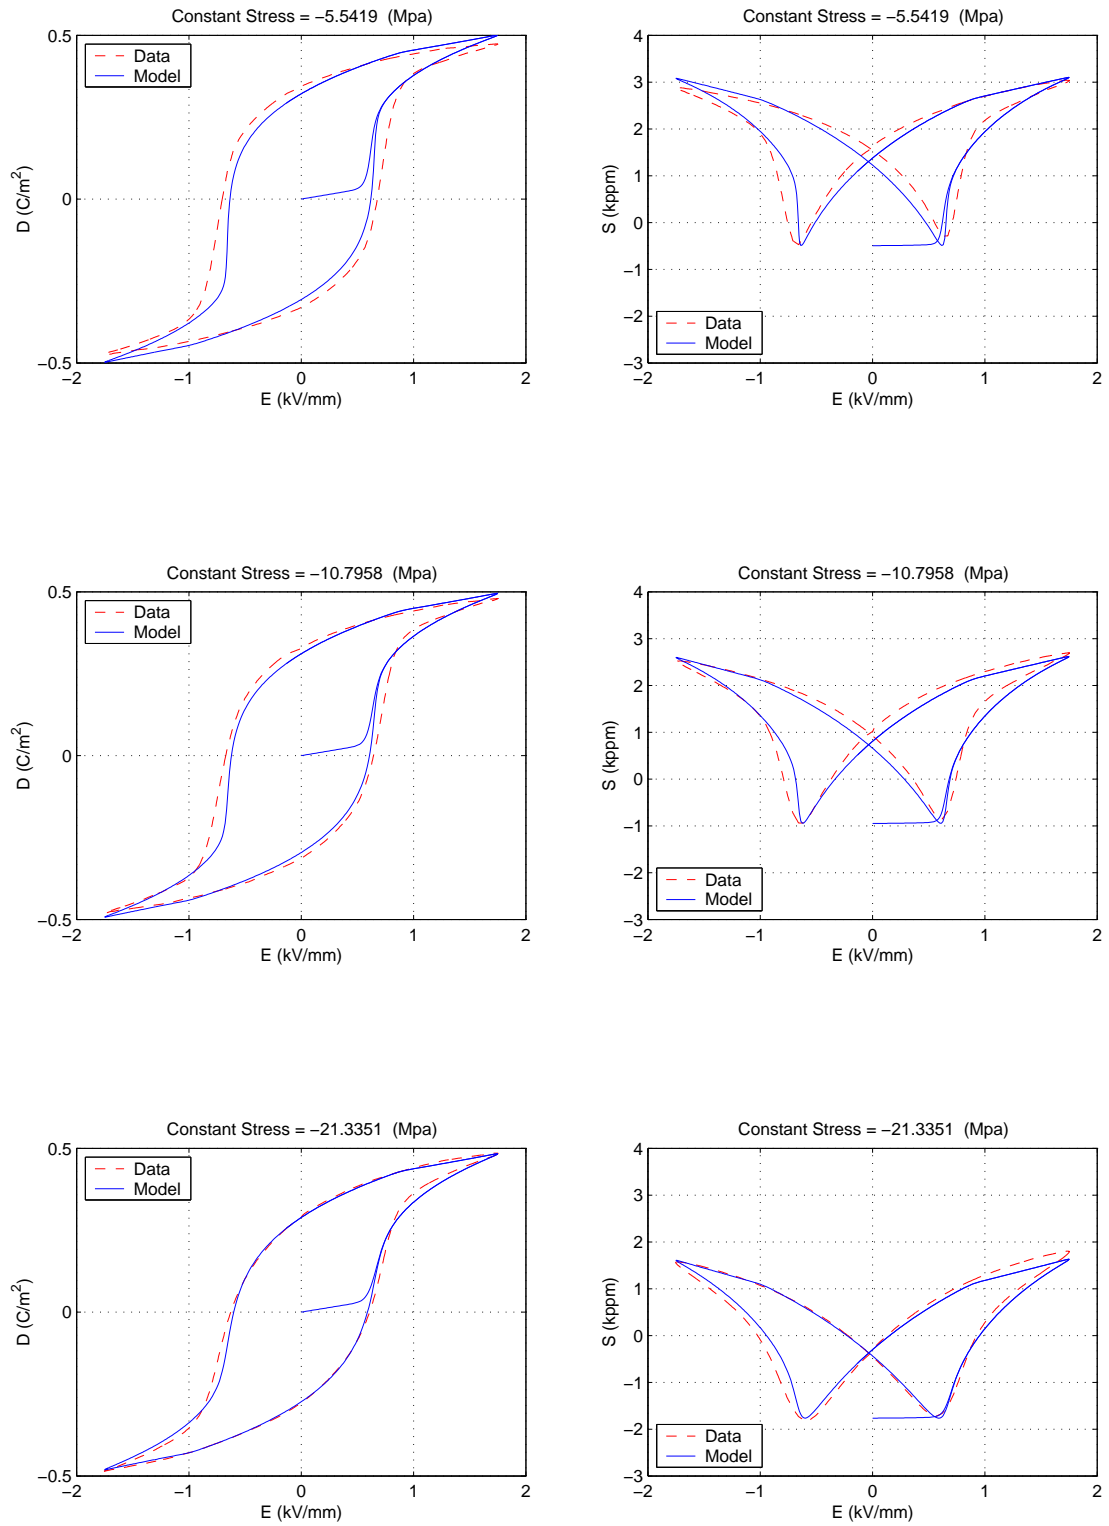 Constant Stress = −5.5419 (Mpa)
0.5
0
−0.5
−2
−1
0
1
2
D (C/m²)
E (kV/mm)
Data
Model
Constant Stress = −5.5419 (Mpa)
4
3
2
1
0
−1
−2
−3
−2
−1
0
1
2
S (kppm)
E (kV/mm)
Data
Model
Constant Stress = −10.7958 (Mpa)
0.5
0
−0.5
−2
−1
0
1
2
D (C/m²)
E (kV/mm)
Data
Model
Constant Stress = −10.7958 (Mpa)
4
3
2
1
0
−1
−2
−3
−2
−1
0
1
2
S (kppm)
E (kV/mm)
Data
Model
Constant Stress = −21.3351 (Mpa)
0.5
0
−0.5
−2
−1
0
1
2
D (C/m²)
E (kV/mm)
Data
Model
Constant Stress = −21.3351 (Mpa)
4
3
2
1
0
−1
−2
−3
−2
−1
0
1
2
S (kppm)
E (kV/mm)
Data
Model